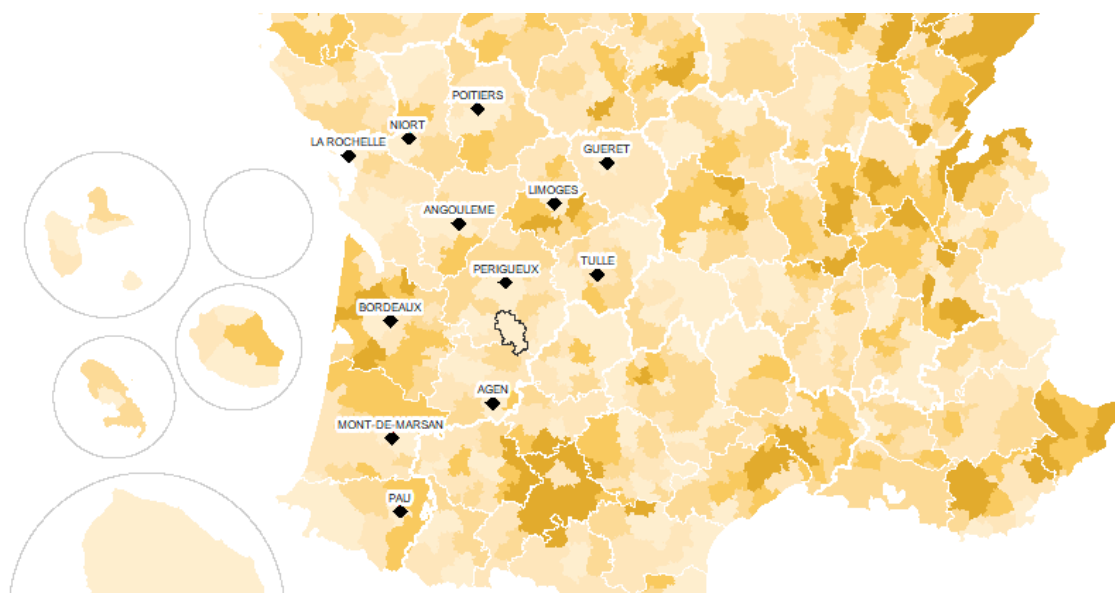 POITIERS
NIORT
LA ROCHELLE
GUERET
LIMOGES
ANGOULEME
PERIGUEUX
TULLE
BORDEAUX
AGEN
MONT-DE-MARSAN
PAU